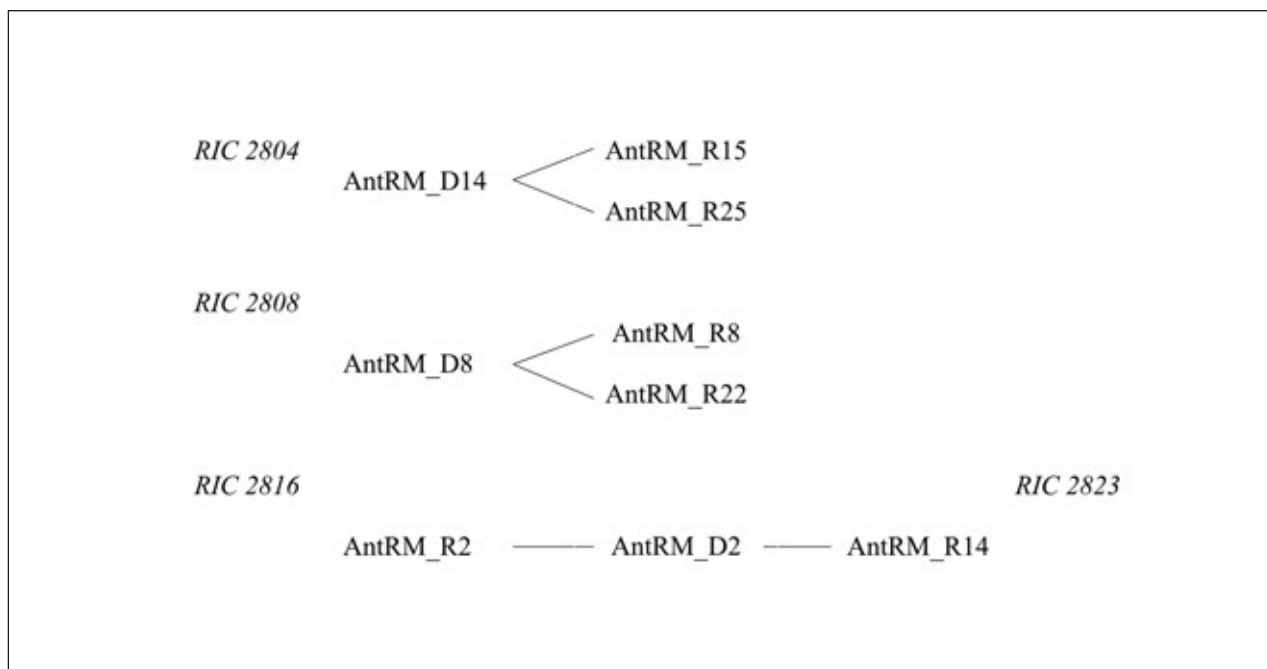 RIC 2804
AntRM_R15
AntRM_D14
AntRM_R25
RIC 2808
AntRM_R8
AntRM_D8
AntRM_R22
RIC 2816 RIC 2823
AntRM_R2 AntRM_D2 AntRM_R14